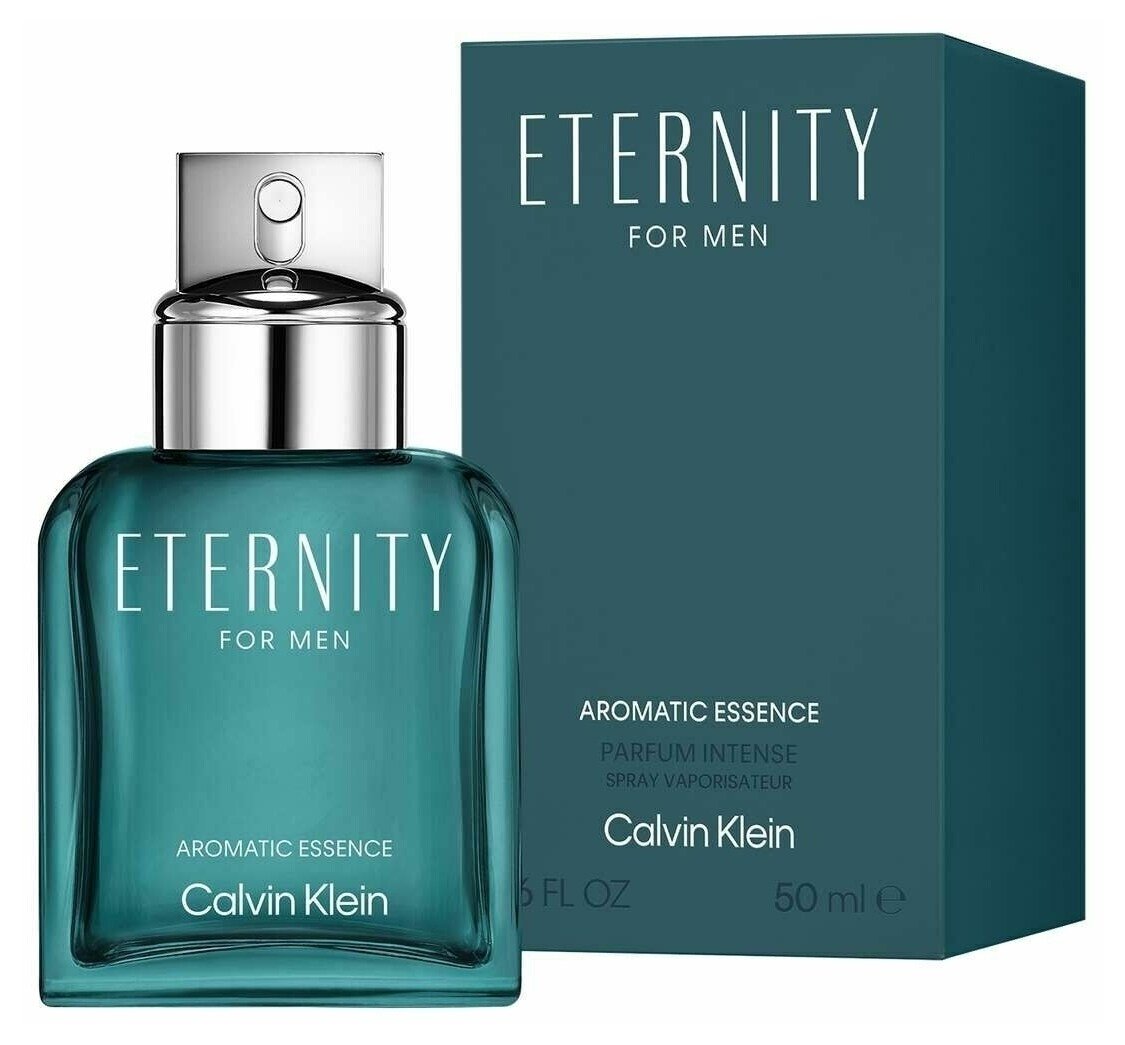 ETERNITY
FOR MEN
AROMATIC ESSENCE
PARFUM INTENSE
SPRAY VAPORISATEUR
Calvin Klein
6 FL OZ 50 ml ℮
ETERNITY
FOR MEN
AROMATIC ESSENCE
Calvin Klein